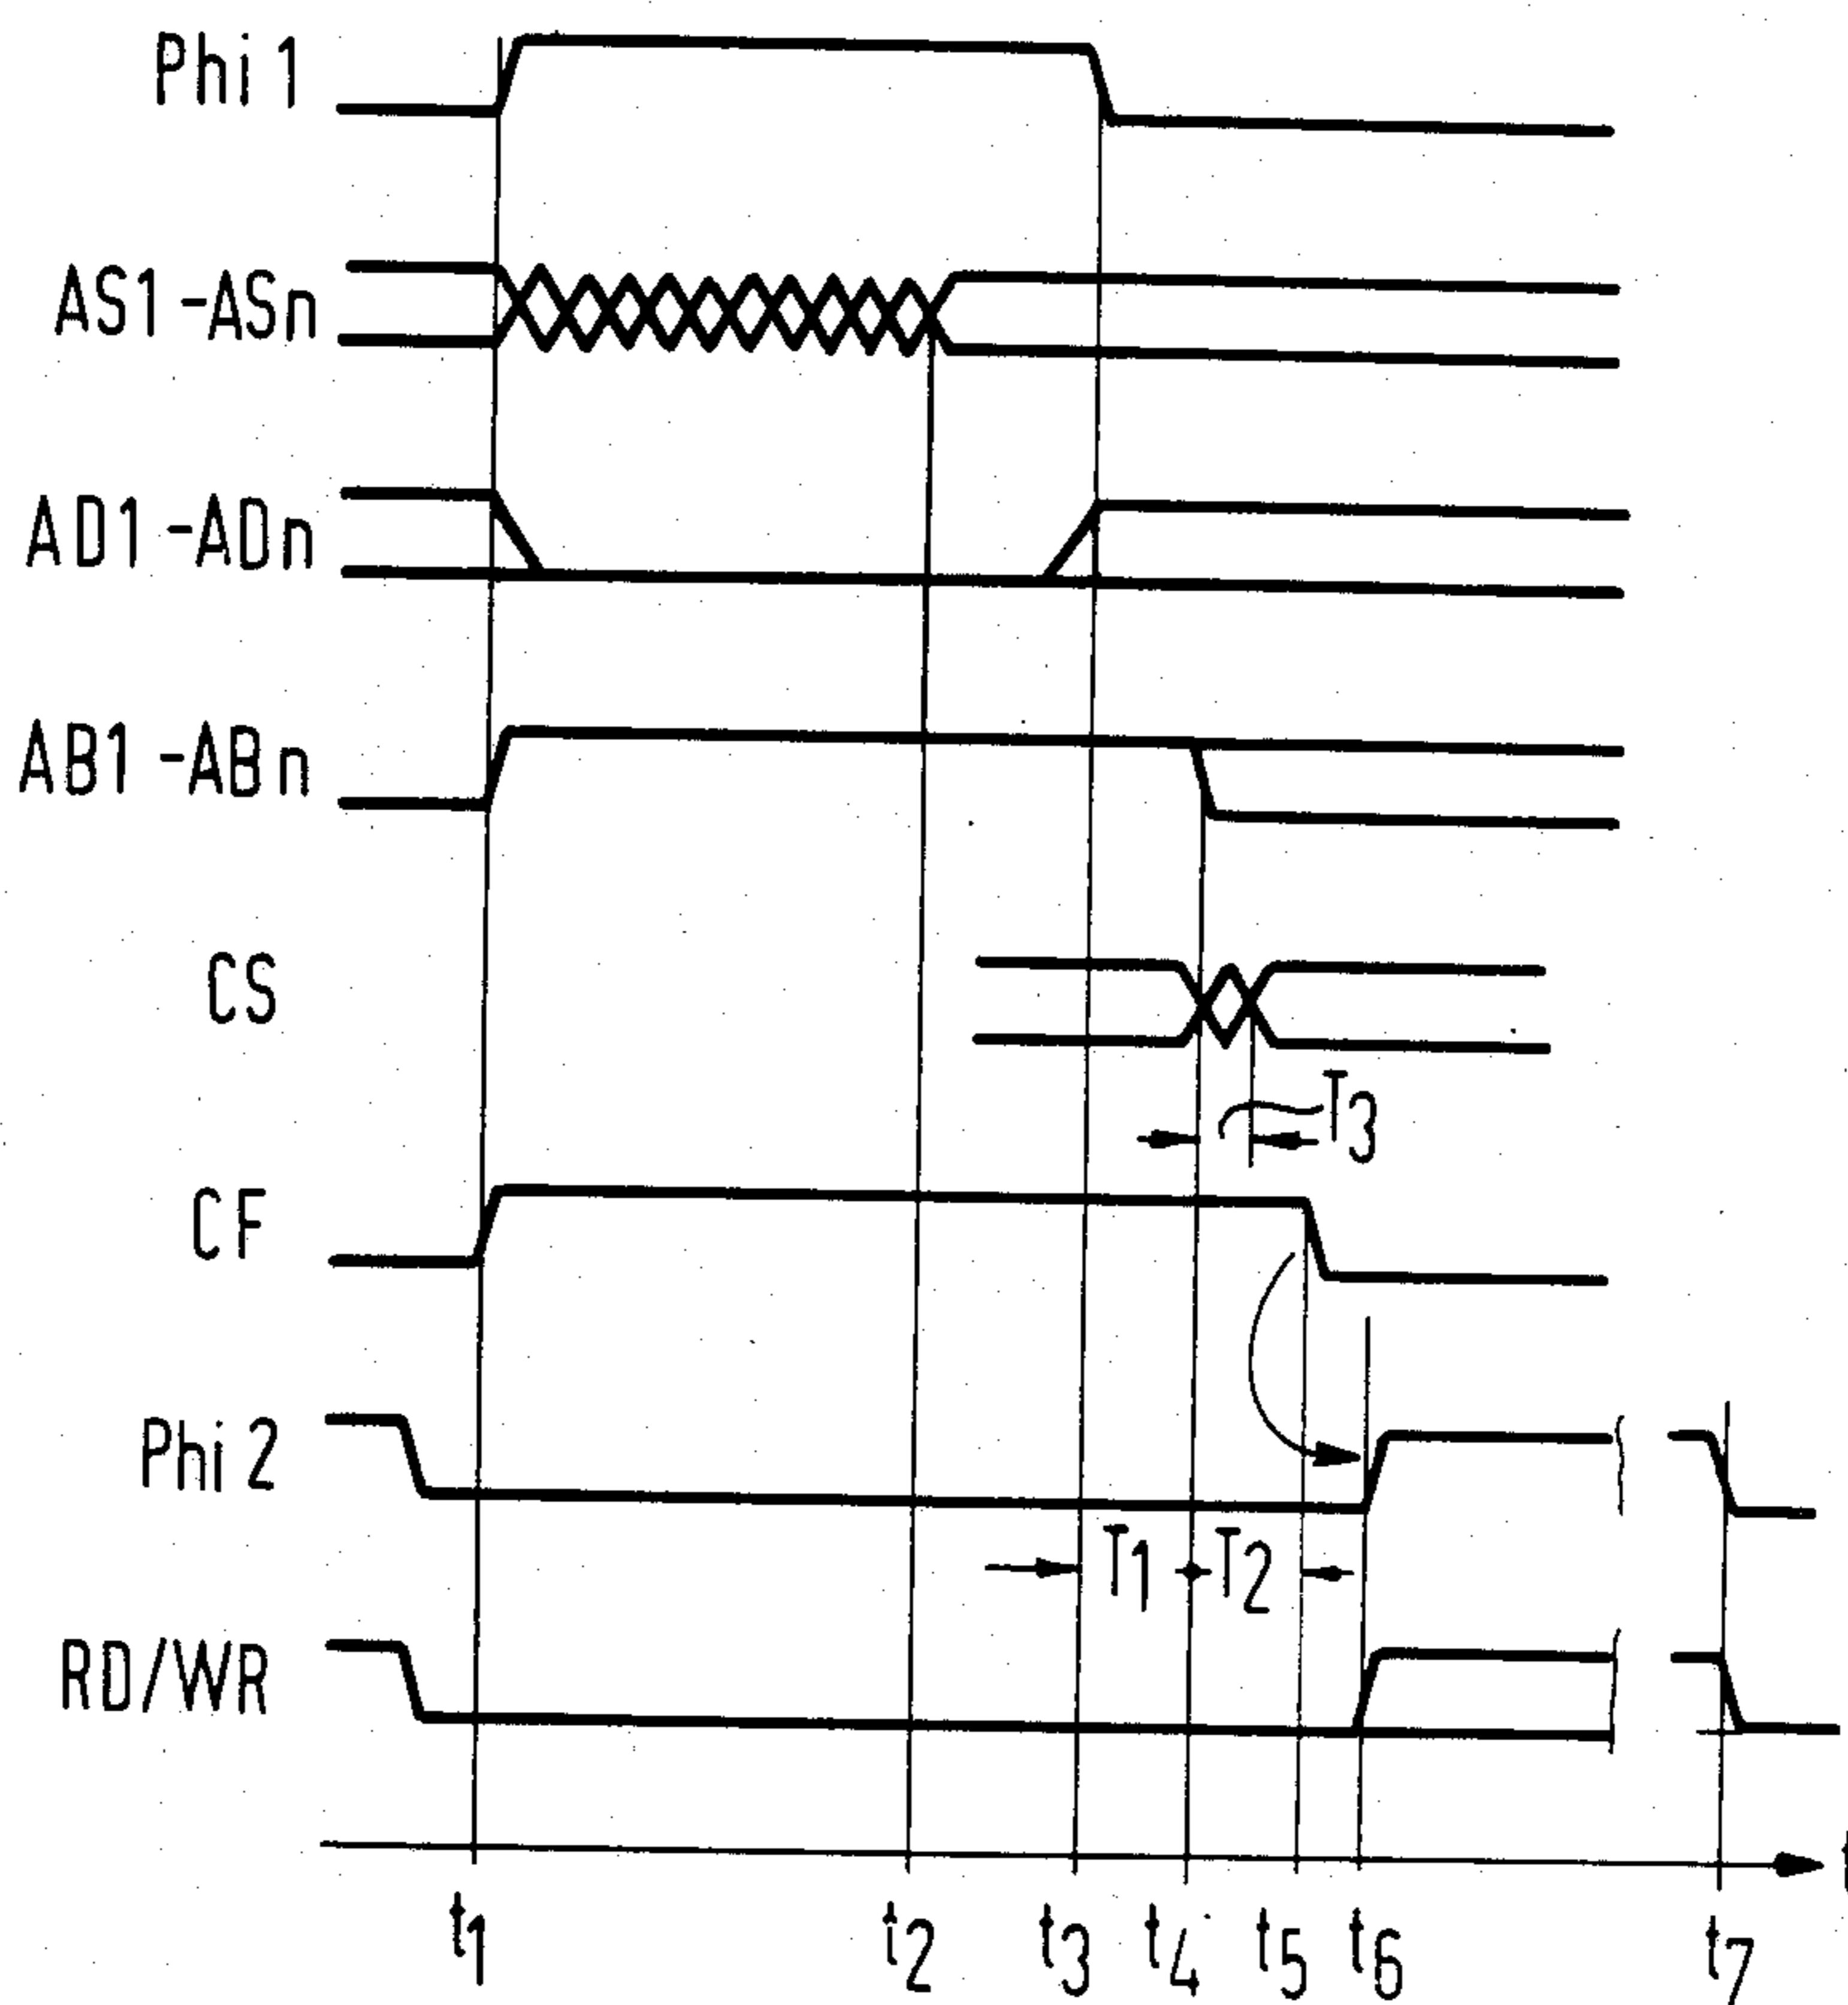 Phi 1
AS1-ASn
AD1-ADn
AB1-ABn
CS
T3
CF
Phi 2
T1 T2
RD/WR
t1 t2 t3 t4 t5 t6 t7